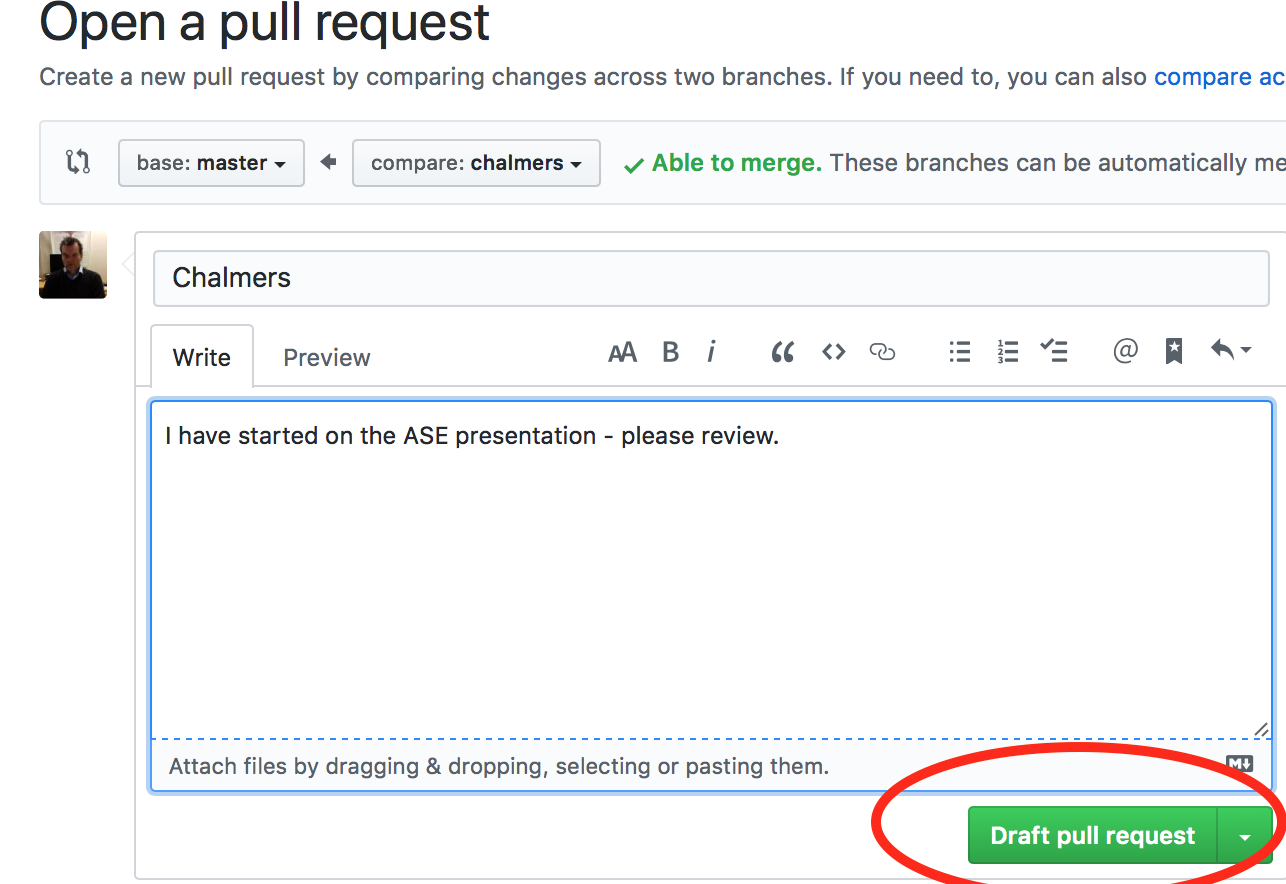 Open a pull request
Create a new pull request by comparing changes across two branches. If you need to, you can also compare ac
base: master
compare: chalmers
Able to merge. These branches can be automatically me
Chalmers
Write Preview AA B i @
I have started on the ASE presentation - please review.
Attach files by dragging & dropping, selecting or pasting them.
M
Draft pull request